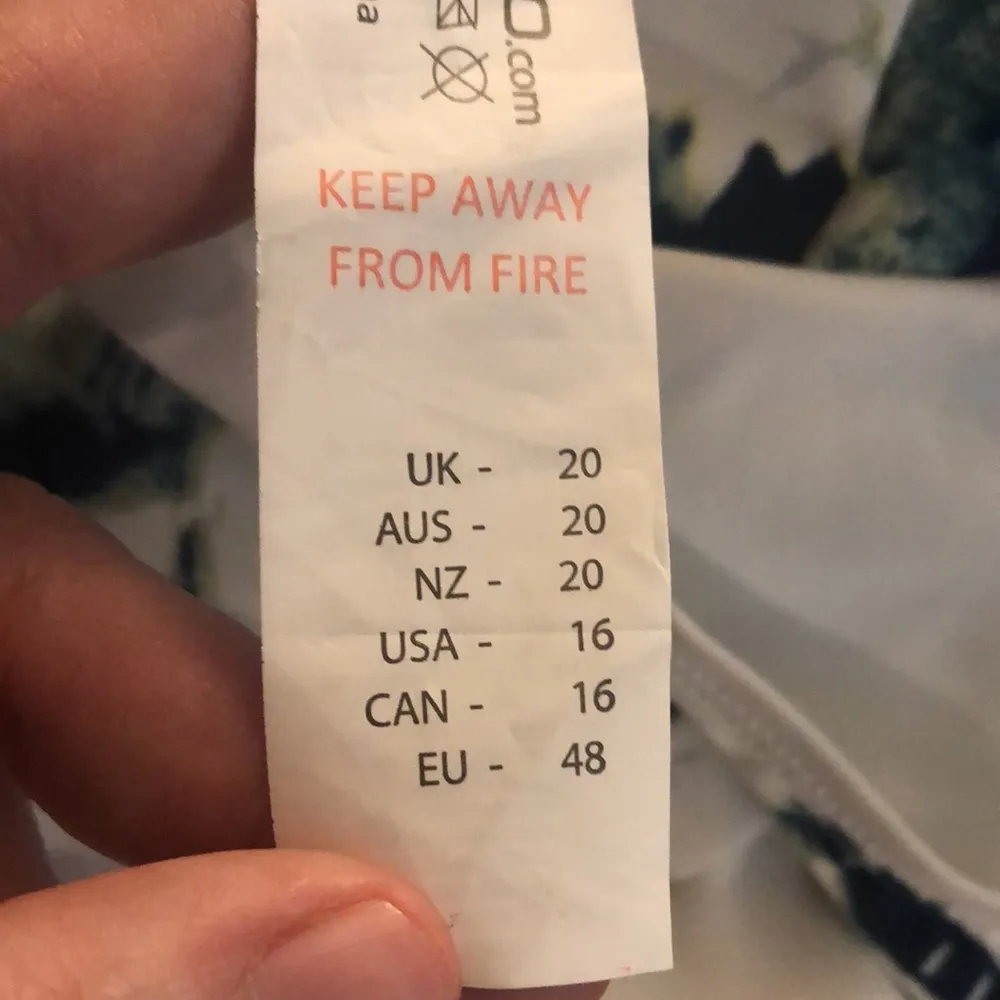 .com
KEEP AWAY
FROM FIRE
UK - 20
AUS - 20
NZ - 20
USA - 16
CAN - 16
EU - 48